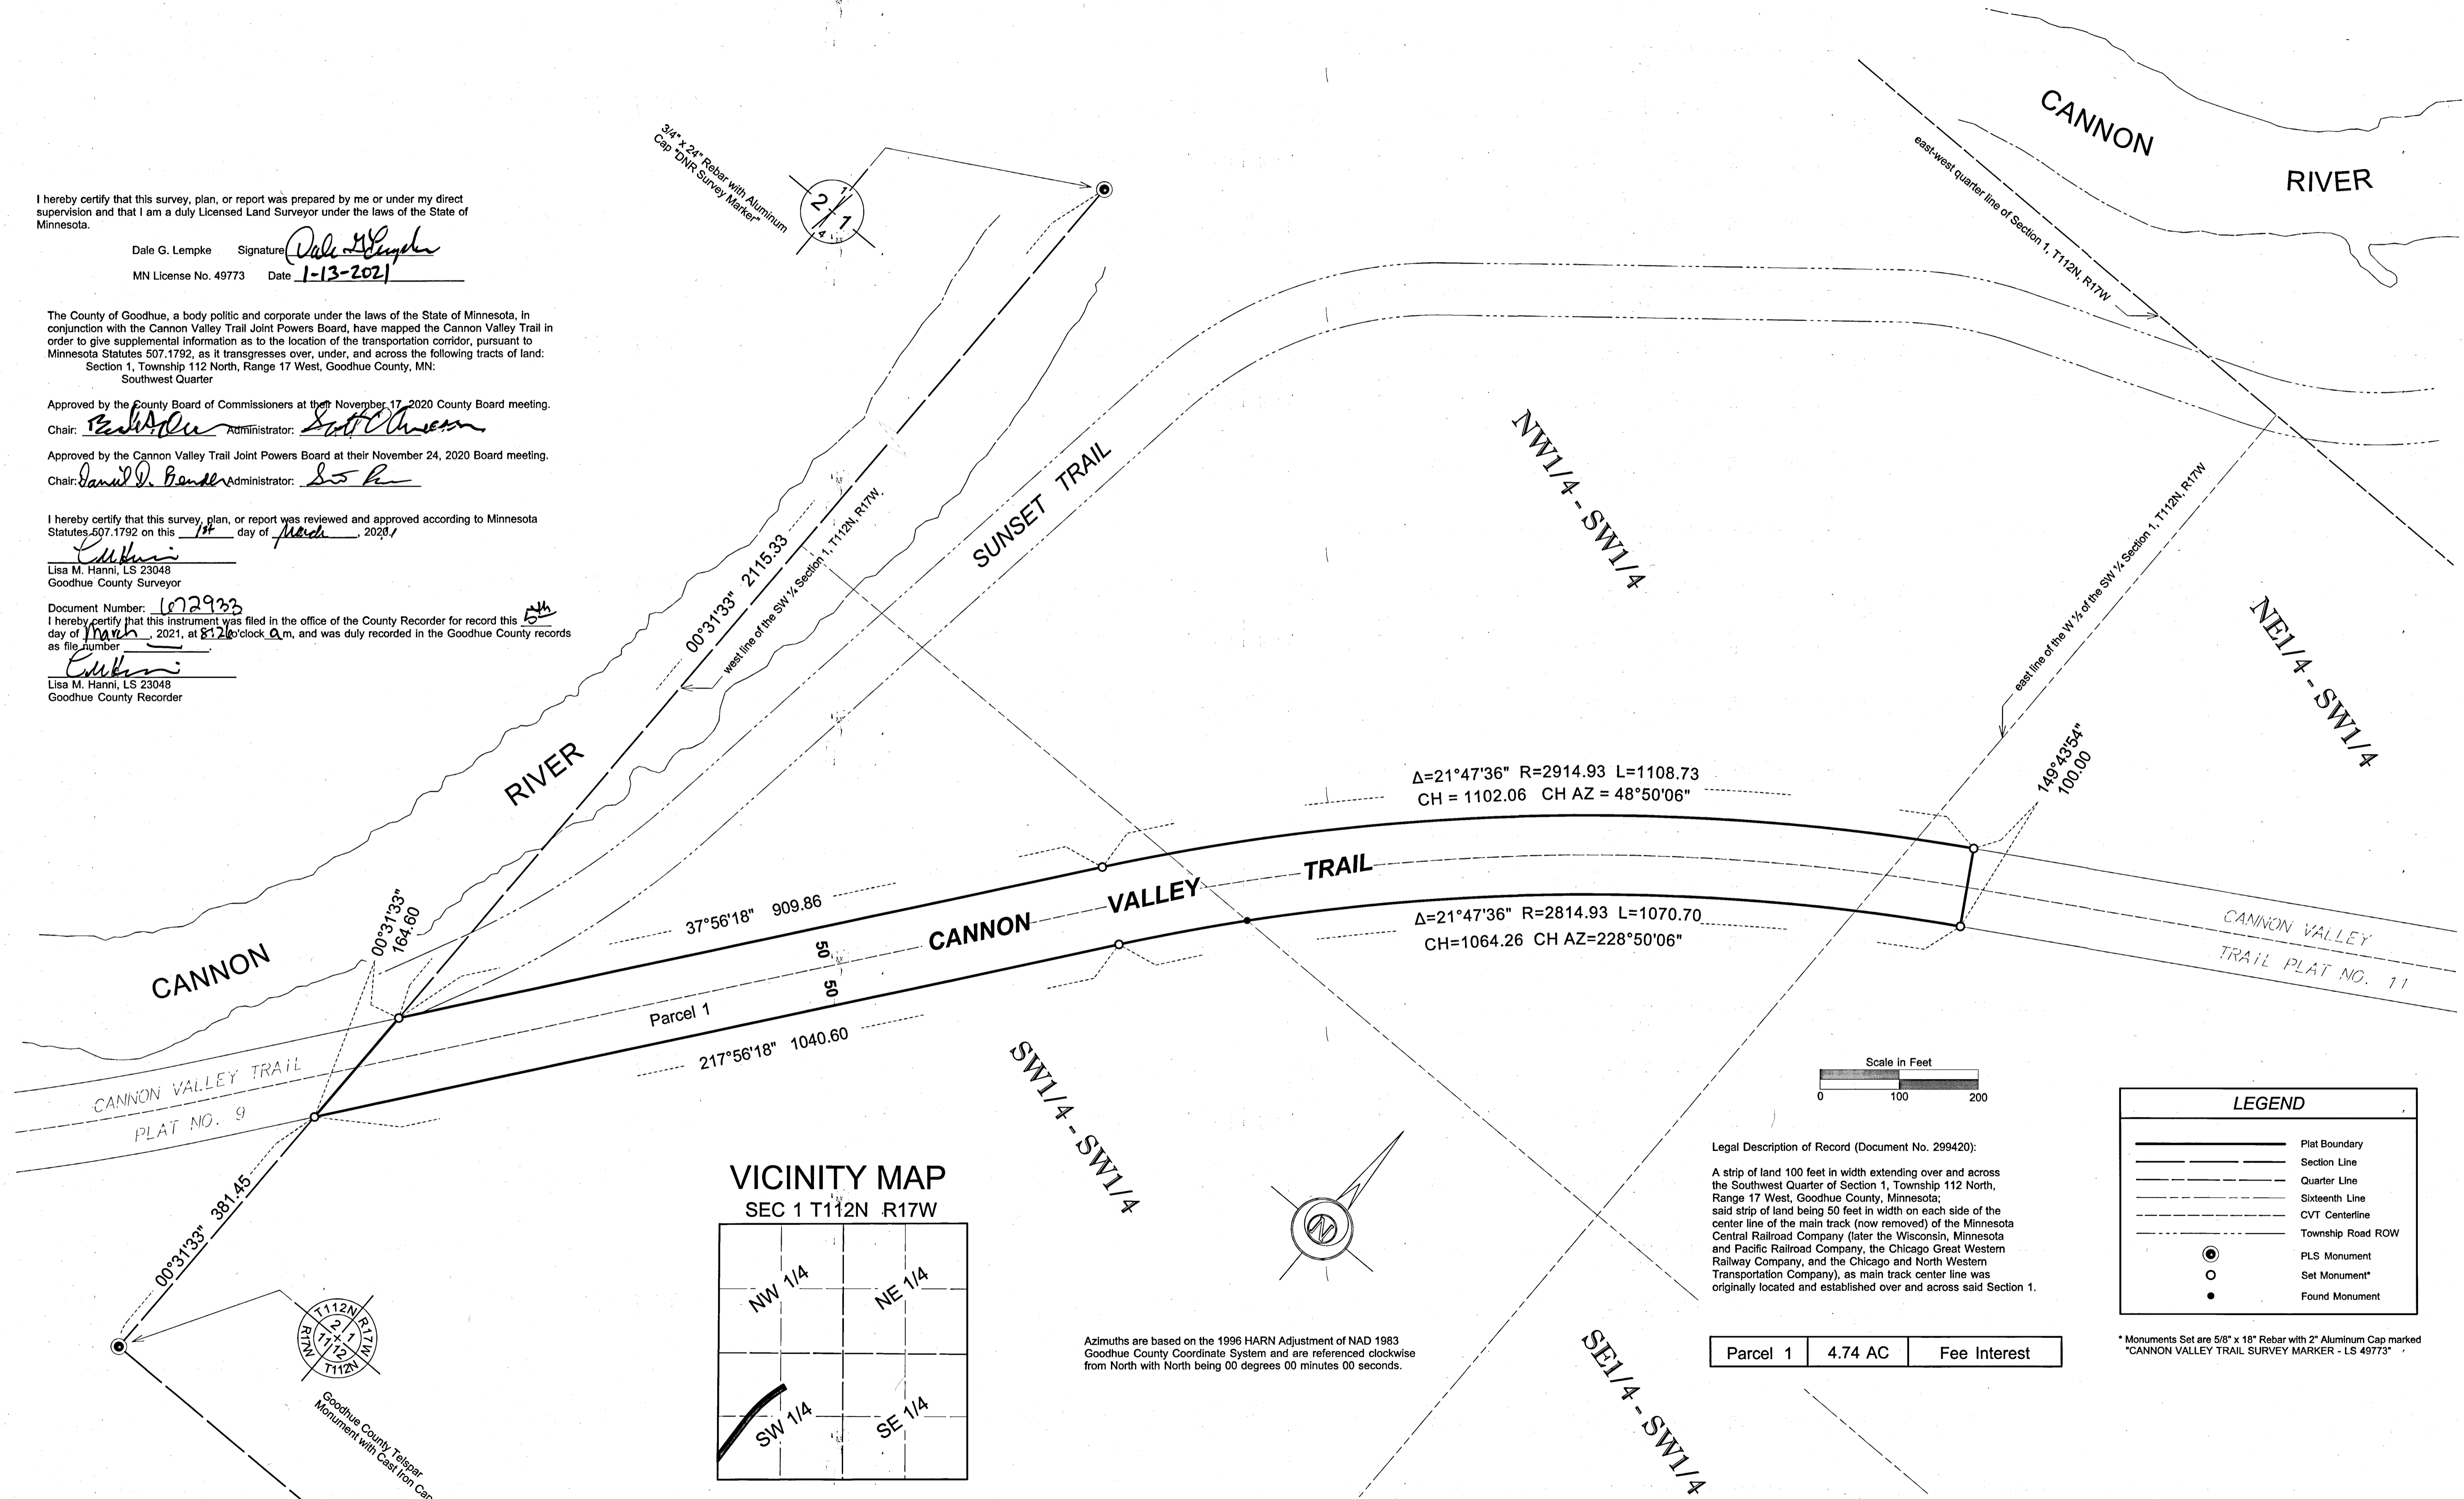 I hereby certify that this survey, plan, or report was prepared by me or under my direct
supervision and that I am a duly Licensed Land Surveyor under the laws of the State of
Minnesota.
Dale G. Lempke Signature Dale G Lempke
MN License No. 49773 Date 1-13-2021
The County of Goodhue, a body politic and corporate under the laws of the State of Minnesota, in
conjunction with the Cannon Valley Trail Joint Powers Board, have mapped the Cannon Valley Trail in
order to give supplemental information as to the location of the transportation corridor, pursuant to
Minnesota Statutes 507.1792, as it transgresses over, under, and across the following tracts of land:
Section 1, Township 112 North, Range 17 West, Goodhue County, MN:
Southwest Quarter
Approved by the County Board of Commissioners at their November 17, 2020 County Board meeting.
Chair: Administrator:
Approved by the Cannon Valley Trail Joint Powers Board at their November 24, 2020 Board meeting.
Chair: Daniel D. Bender Administrator:
I hereby certify that this survey, plan, or report was reviewed and approved according to Minnesota
Statutes 507.1792 on this 1st day of March, 2021
Lisa M. Hanni, LS 23048
Goodhue County Surveyor
Document Number: 672933
I hereby certify that this instrument was filed in the office of the County Recorder for record this 5th
day of March, 2021, at 8:26 o'clock a m, and was duly recorded in the Goodhue County records
as file number
Lisa M. Hanni, LS 23048
Goodhue County Recorder
3/4" x 24" Rebar with Aluminum
Cap "DNR Survey Marker"
2 1
1 4
CANNON
RIVER
east-west quarter line of Section 1, T112N, R17W
00°31'33" 2115.33
west line of the SW ¼ Section 1, T112N, R17W
SUNSET TRAIL
NW1/4 - SW1/4
east line of the W ½ of the SW ¼ Section 1, T112N, R17W
NE1/4 - SW1/4
149°43'54"
100.00
Δ=21°47'36" R=2914.93 L=1108.73
CH = 1102.06 CH AZ = 48°50'06"
CANNON
RIVER
00°31'33"
164.60
37°56'18" 909.86
50
50
CANNON VALLEY TRAIL
Δ=21°47'36" R=2814.93 L=1070.70
CH=1064.26 CH AZ=228°50'06"
Parcel 1
217°56'18" 1040.60
CANNON VALLEY TRAIL
PLAT NO. 9
CANNON VALLEY
TRAIL PLAT NO. 11
00°31'33" 381.45
T112N
R17W
R17W
T112N
2 1
11 12
Goodhue County Telspar
Monument with Cast Iron Cap
SW1/4 - SW1/4
SE1/4 - SW1/4
VICINITY MAP
SEC 1 T112N R17W
NW 1/4
NE 1/4
SW 1/4
SE 1/4
N
Azimuths are based on the 1996 HARN Adjustment of NAD 1983
Goodhue County Coordinate System and are referenced clockwise
from North with North being 00 degrees 00 minutes 00 seconds.
Scale in Feet
0 100 200
Legal Description of Record (Document No. 299420):
A strip of land 100 feet in width extending over and across
the Southwest Quarter of Section 1, Township 112 North,
Range 17 West, Goodhue County, Minnesota;
said strip of land being 50 feet in width on each side of the
center line of the main track (now removed) of the Minnesota
Central Railroad Company (later the Wisconsin, Minnesota
and Pacific Railroad Company, the Chicago Great Western
Railway Company, and the Chicago and North Western
Transportation Company), as main track center line was
originally located and established over and across said Section 1.
Parcel 1 4.74 AC Fee Interest
LEGEND
Plat Boundary
Section Line
Quarter Line
Sixteenth Line
CVT Centerline
Township Road ROW
PLS Monument
Set Monument*
Found Monument
* Monuments Set are 5/8" x 18" Rebar with 2" Aluminum Cap marked
"CANNON VALLEY TRAIL SURVEY MARKER - LS 49773"